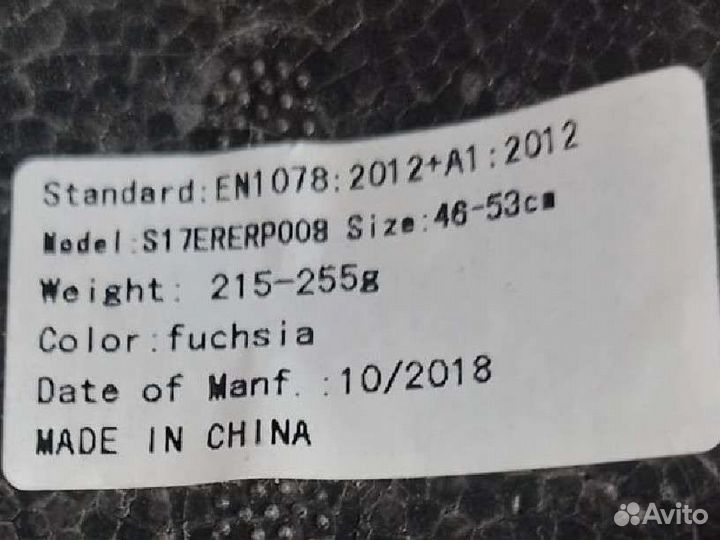 Standard:EN1078:2012+A1:2012
Model:S17ERERP008 Size:46-53cm
Weight: 215-255g
Color:fuchsia
Date of Manf.:10/2018
MADE IN CHINA
Avito